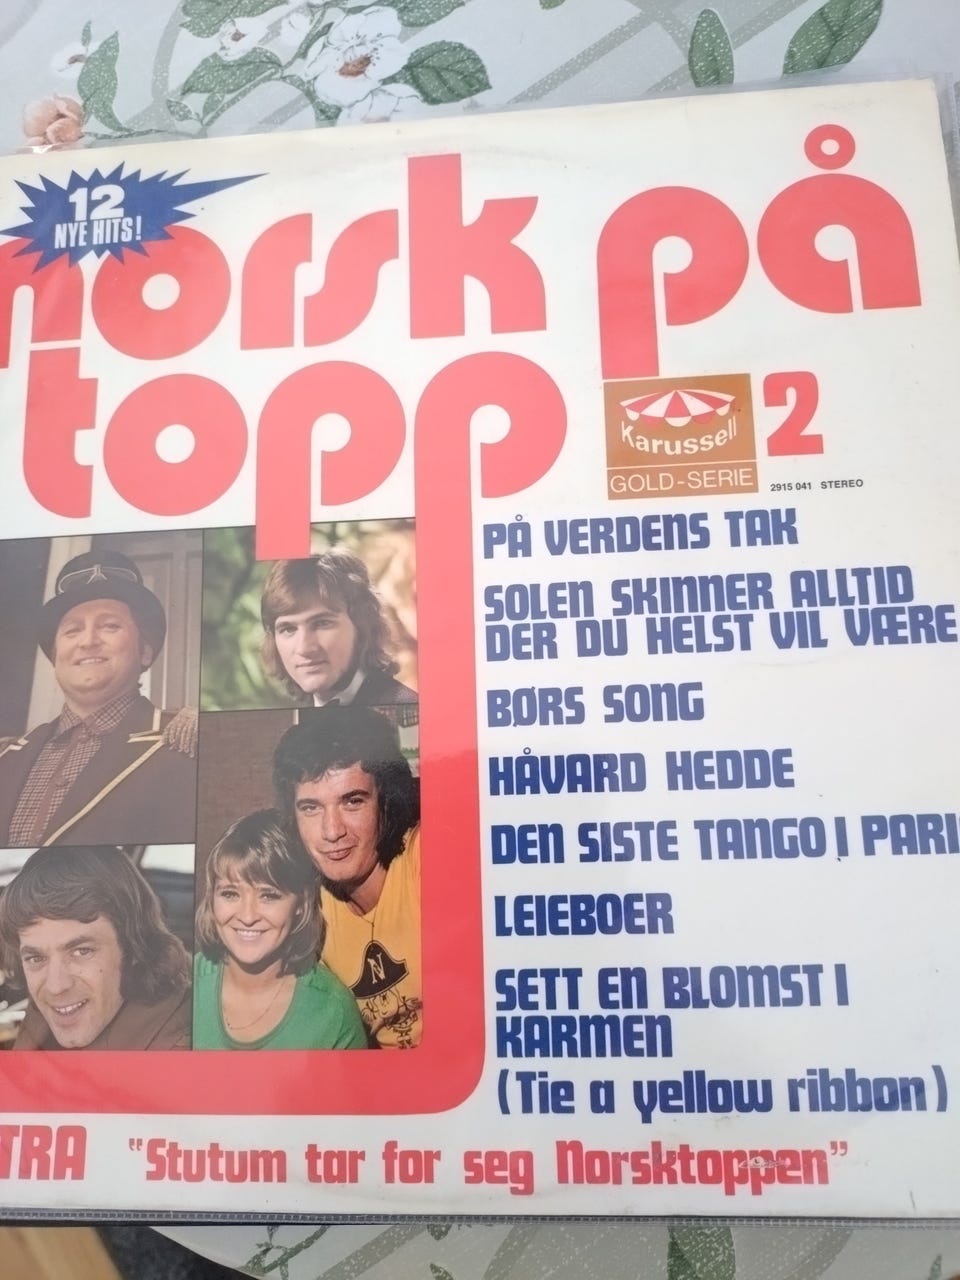 12
NYE HITS!
norsk på
topp
Karussell
GOLD-SERIE
2
2915 041 STEREO
PÅ VERDENS TAK
SOLEN SKINNER ALLTID
DER DU HELST VIL VÆRE
BØRS SONG
HÅVARD HEDDE
DEN SISTE TANGO I PARI
LEIEBOER
SETT EN BLOMST I
KARMEN
(Tie a yellow ribbon)
N
TRA "Stutum tar for seg Norsktoppen"